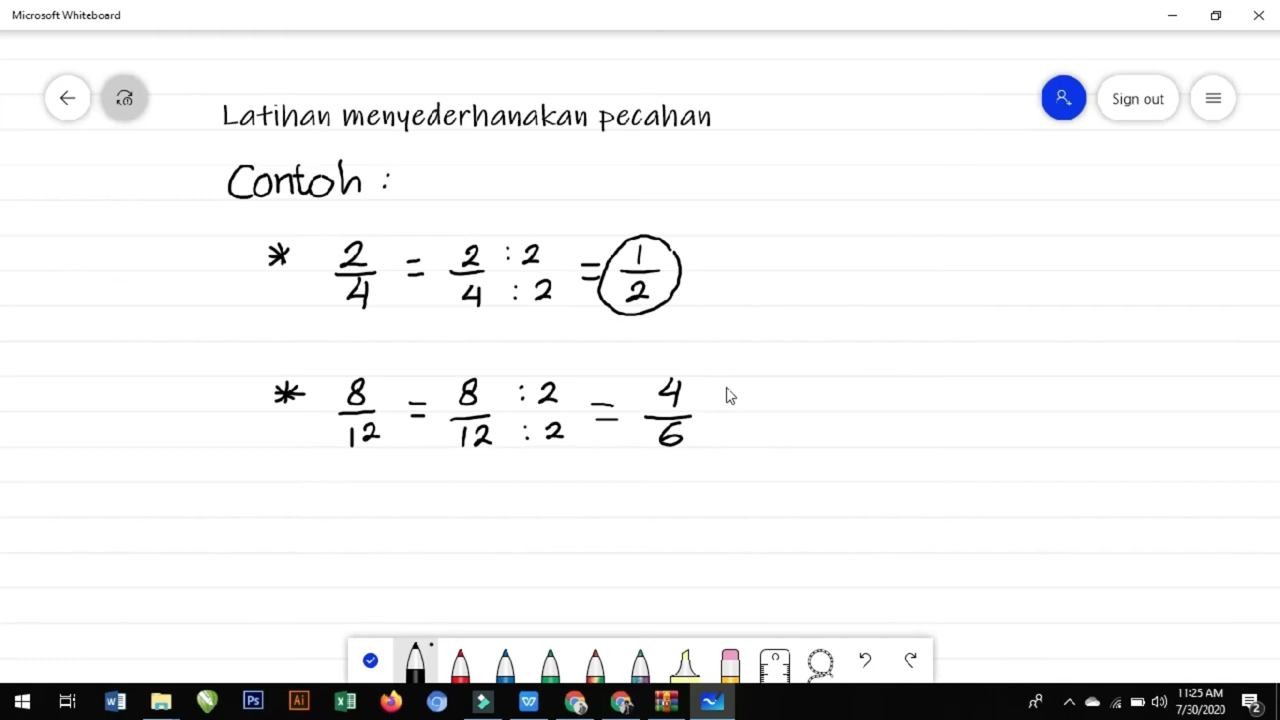 Microsoft Whiteboard
Sign out
Latihan menyederhanakan pecahan
Contoh :
* 2/4 = 2 : 2 / 4 : 2 = 1/2
* 8/12 = 8 : 2 / 12 : 2 = 4/6
11:25 AM
7/30/2020
2